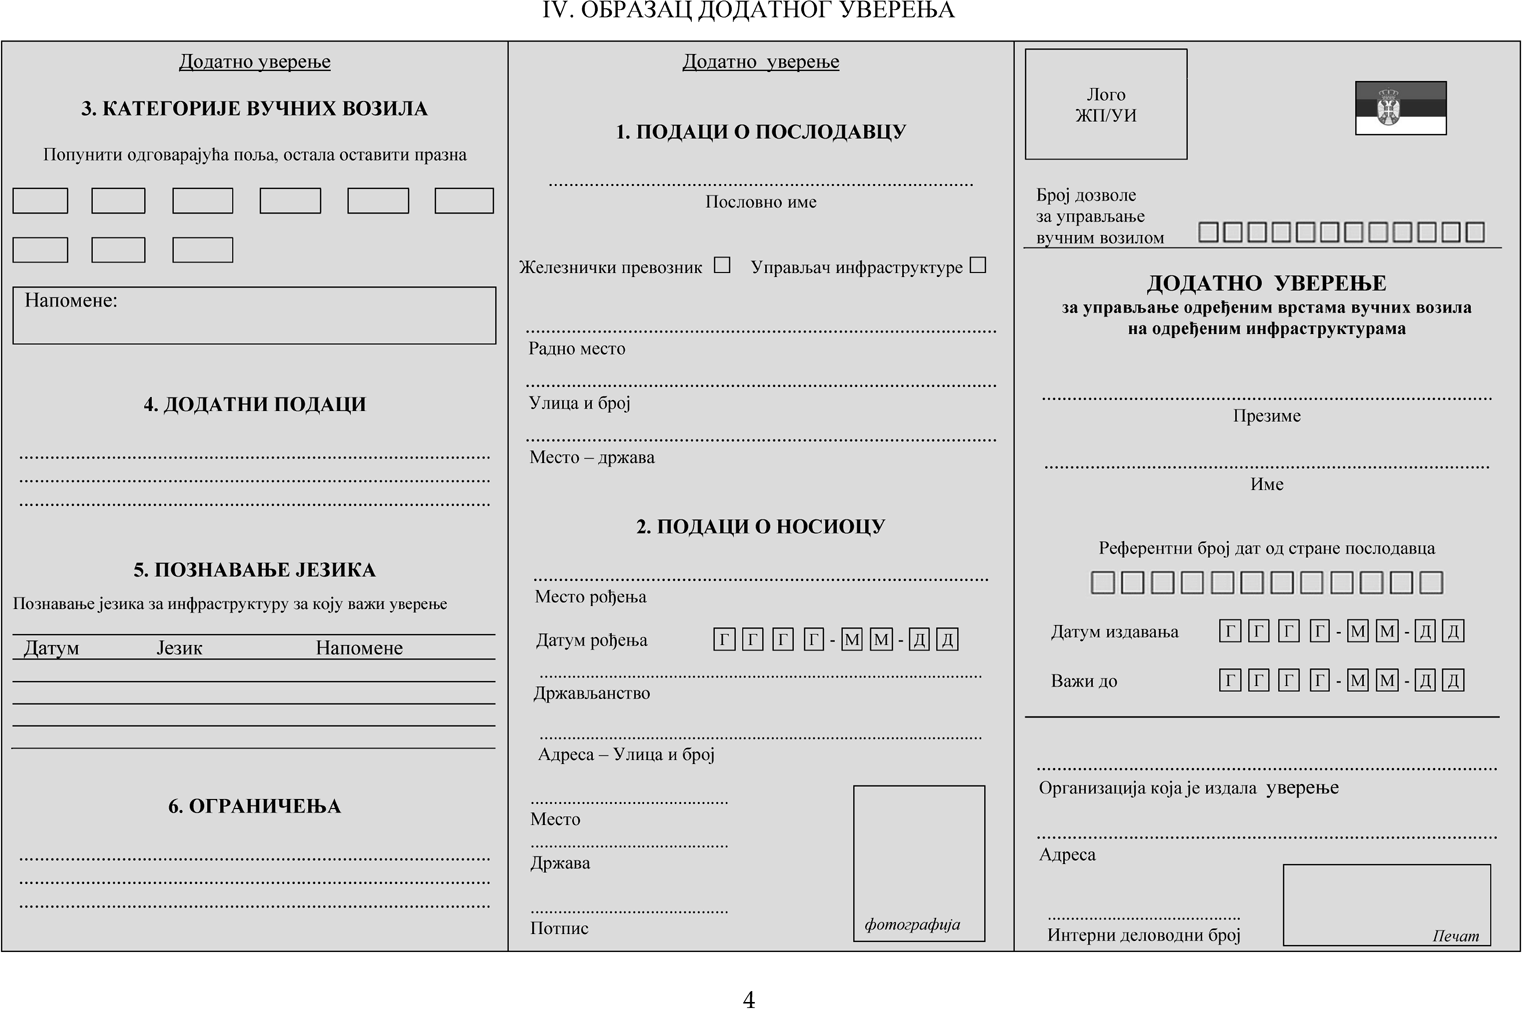 IV. ОБРАЗАЦ ДОДАТНОГ УВЕРЕЊА
Додатно уверење
3. КАТЕГОРИЈЕ ВУЧНИХ ВОЗИЛА
Попунити одговарајућа поља, остала оставити празна
Напомене:
4. ДОДАТНИ ПОДАЦИ
5. ПОЗНАВАЊЕ ЈЕЗИКА
Познавање језика за инфраструктуру за коју важи уверење
Датум Језик Напомене
6. ОГРАНИЧЕЊА
Додатно уверење
1. ПОДАЦИ О ПОСЛОДАВЦУ
Пословно име
Железнички превозник Управљач инфраструктуре
Радно место
Улица и број
Место – држава
2. ПОДАЦИ О НОСИОЦУ
Место рођења
Датум рођења Г Г Г Г - М М - Д Д
Држављанство
Адреса – Улица и број
Место
Држава
Потпис
фотографија
Лого
ЖП/УИ
Број дозволе
за управљање
вучним возилом
ДОДАТНО УВЕРЕЊЕ
за управљање одређеним врстама вучних возила
на одређеним инфраструктурама
Презиме
Име
Референтни број дат од стране послодавца
Датум издавања Г Г Г Г - М М - Д Д
Важи до Г Г Г Г - М М - Д Д
Организација која је издала уверење
Адреса
Интерни деловодни број
Печат
4